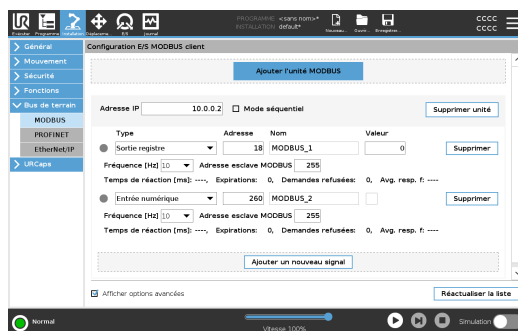 PROGRAMME <sans nom>*
INSTALLATION default*
Exécuter Programme Installation Déplacem. E/S Journal
Nouveau... Ouvrir... Enregistrer...
CCCC
CCCC
Général
Mouvement
Sécurité
Fonctions
Bus de terrain
MODBUS
PROFINET
EtherNet/IP
URCaps
Configuration E/S MODBUS client
Ajouter l'unité MODBUS
Adresse IP 10.0.0.2 Mode séquentiel Supprimer unité
Type Adresse Nom Valeur
Sortie registre 18 MODBUS_1 0 Supprimer
Fréquence [Hz] 10 Adresse esclave MODBUS 255
Temps de réaction [ms]: ----, Expirations: 0, Demandes refusées: 0, Avg. resp. f: ----
Entrée numérique 260 MODBUS_2 Supprimer
Fréquence [Hz] 10 Adresse esclave MODBUS 255
Temps de réaction [ms]: ----, Expirations: 0, Demandes refusées: 0, Avg. resp. f: ----
Ajouter un nouveau signal
Afficher options avancées Réactualiser la liste
Normal Vitesse 100% Simulation